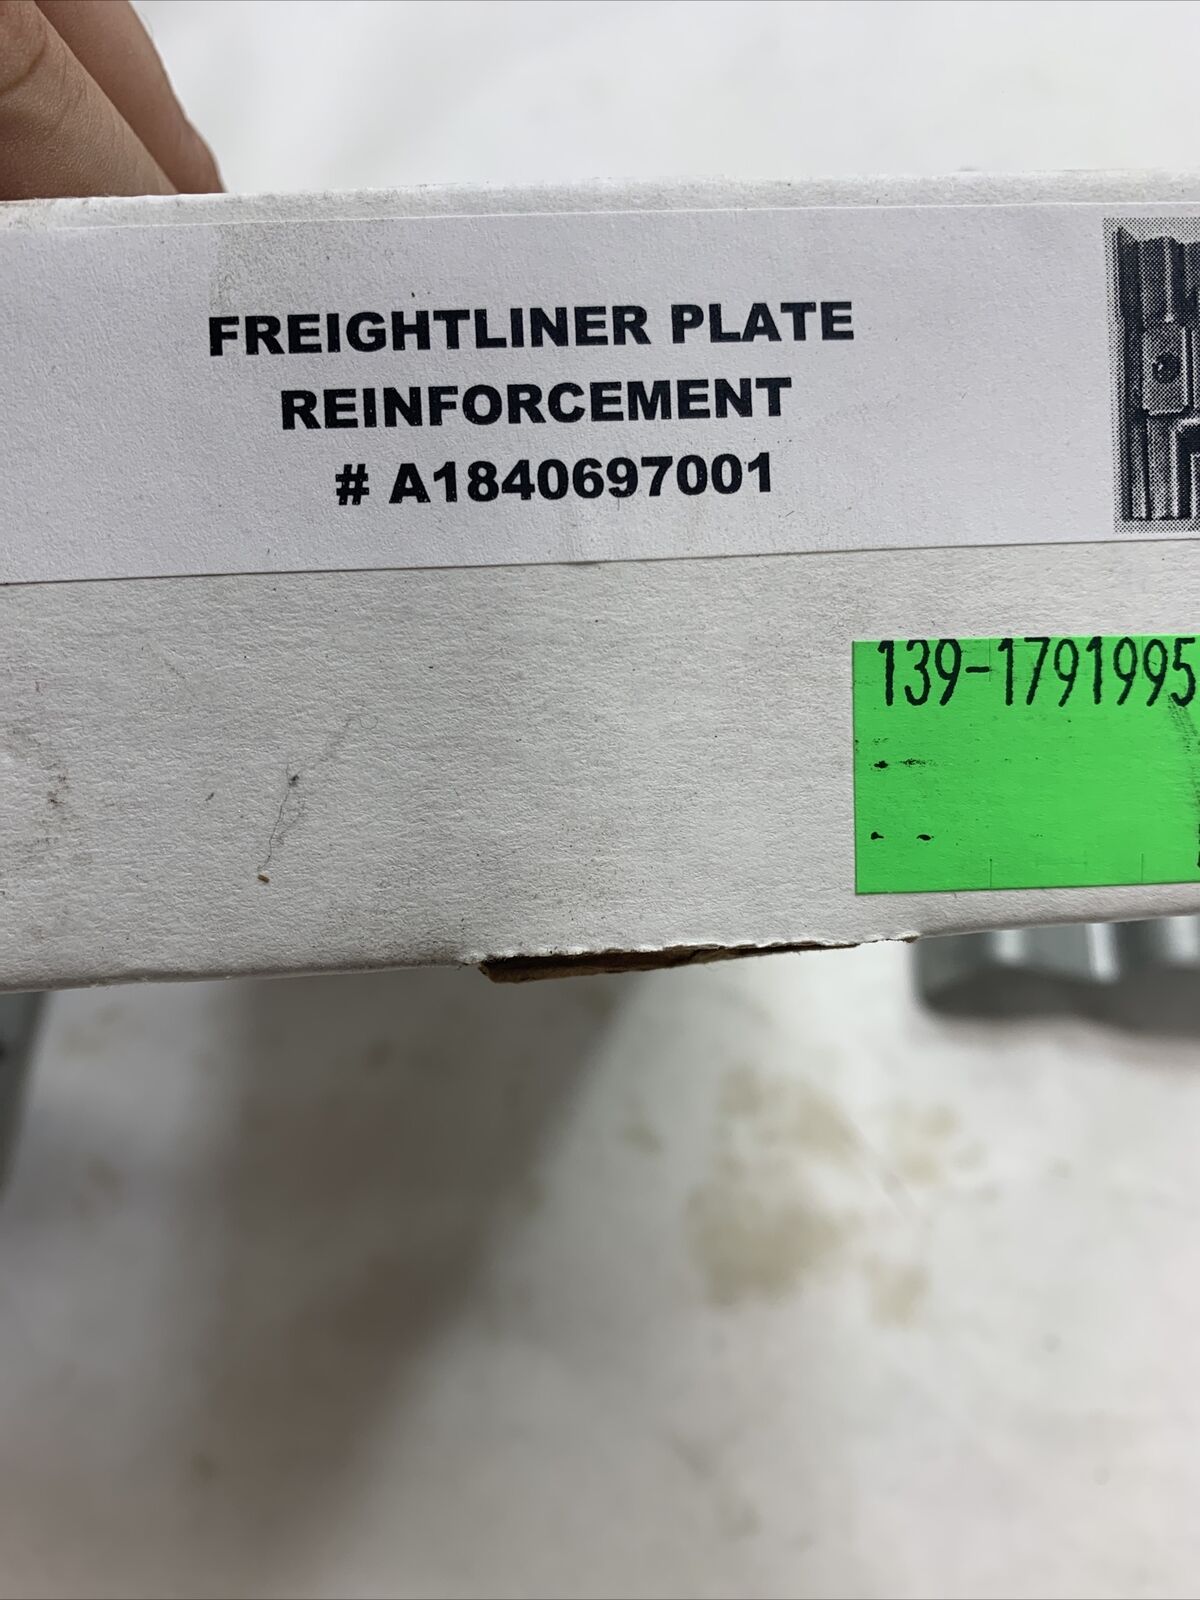 FREIGHTLINER PLATE
REINFORCEMENT
# A1840697001
139-1791995